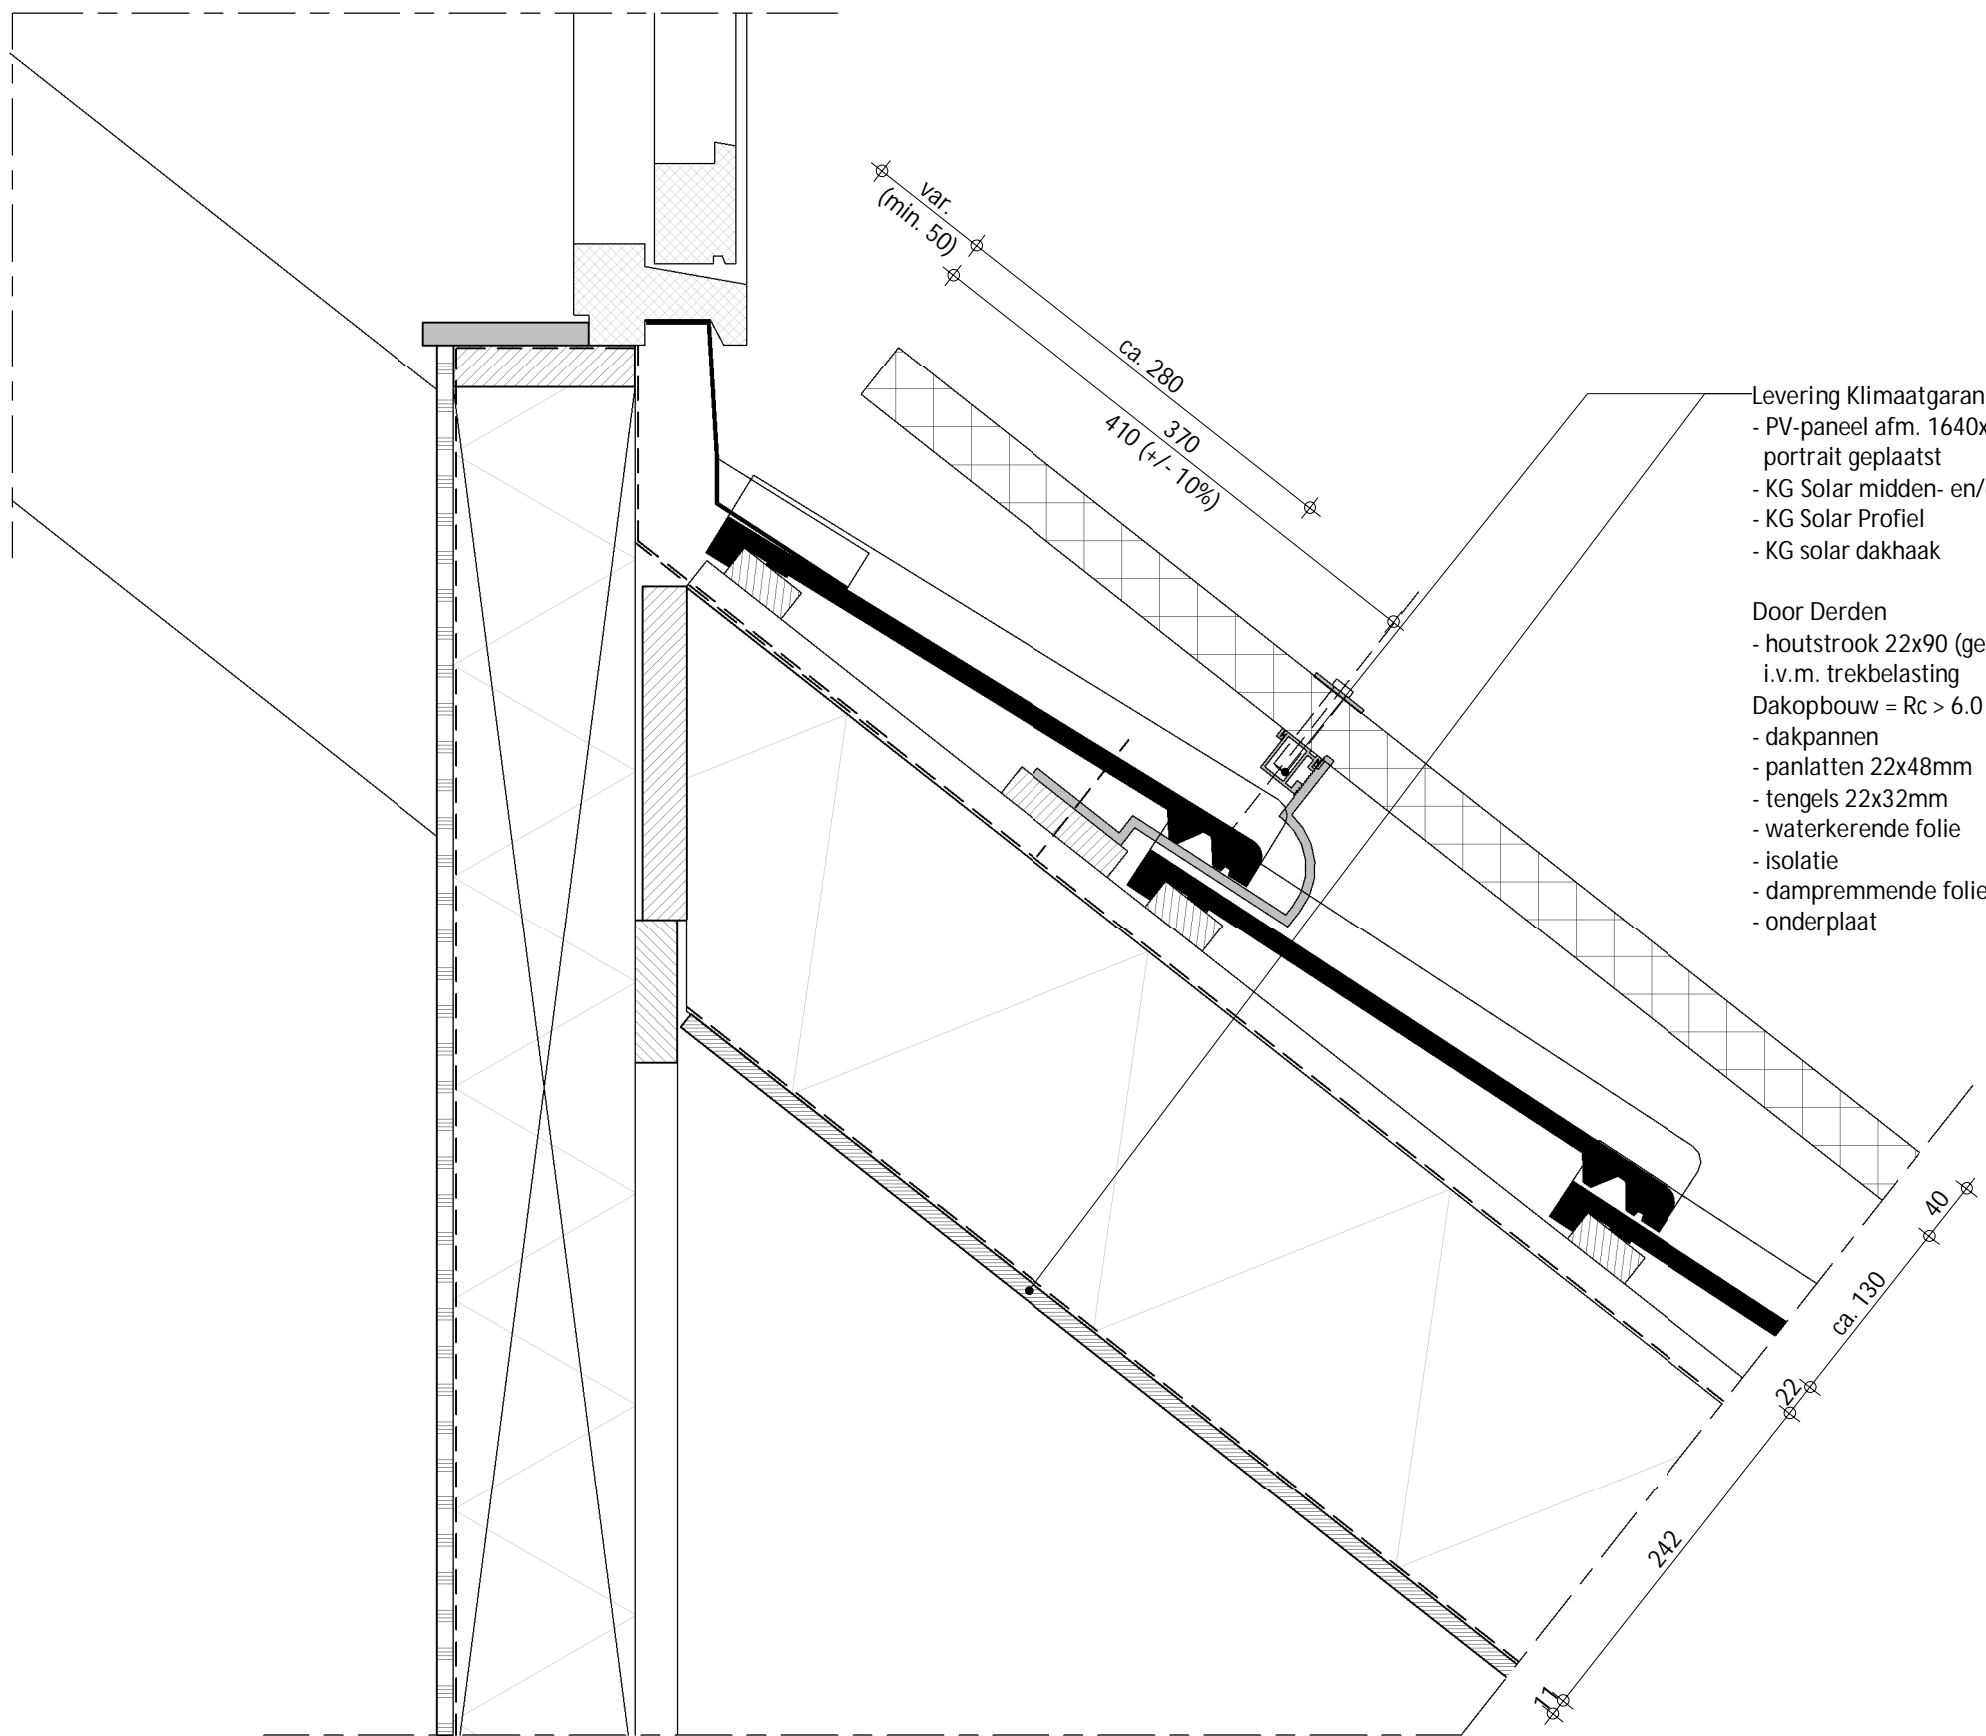 var.
(min. 50)
ca. 280
370
410 (+/- 10%)
Levering Klimaatgaran
- PV-paneel afm. 1640x
portrait geplaatst
- KG Solar midden- en/
- KG Solar Profiel
- KG solar dakhaak
Door Derden
- houtstrook 22x90 (ge
i.v.m. trekbelasting
Dakopbouw = Rc > 6.0
- dakpannen
- panlatten 22x48mm
- tengels 22x32mm
- waterkerende folie
- isolatie
- dampremmende folie
- onderplaat
40
ca. 130
22
242
11